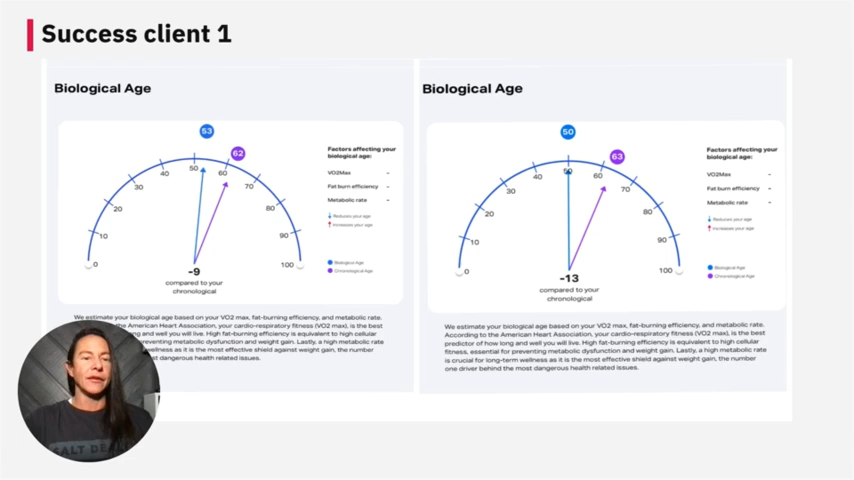 Success client 1
Biological Age
53
62
0
10
20
30
40
50
60
70
80
90
100
-9
compared to your
chronological
Factors affecting your
biological age:
VO2Max -
Fat burn efficiency -
Metabolic rate -
Reduces your age
Increases your age
Biological Age
Chronological Age
We estimate your biological age based on your VO2 max, fat-burning efficiency, and metabolic rate.
the American Heart Association, your cardio-respiratory fitness (VO2 max), is the best
long and well you will live. High fat-burning efficiency is equivalent to high cellular
preventing metabolic dysfunction and weight gain. Lastly, a high metabolic rate
wellness as it is the most effective shield against weight gain, the number
dangerous health related issues.
Biological Age
50
63
0
10
20
30
40
50
60
70
80
90
100
-13
compared to your
chronological
Factors affecting your
biological age:
VO2Max -
Fat burn efficiency -
Metabolic rate -
Reduces your age
Increases your age
Biological Age
Chronological Age
We estimate your biological age based on your VO2 max, fat-burning efficiency, and metabolic rate.
According to the American Heart Association, your cardio-respiratory fitness (VO2 max), is the best
predictor of how long and well you will live. High fat-burning efficiency is equivalent to high cellular
fitness, essential for preventing metabolic dysfunction and weight gain. Lastly, a high metabolic rate
is crucial for long-term wellness as it is the most effective shield against weight gain, the number
one driver behind the most dangerous health related issues.
SALT